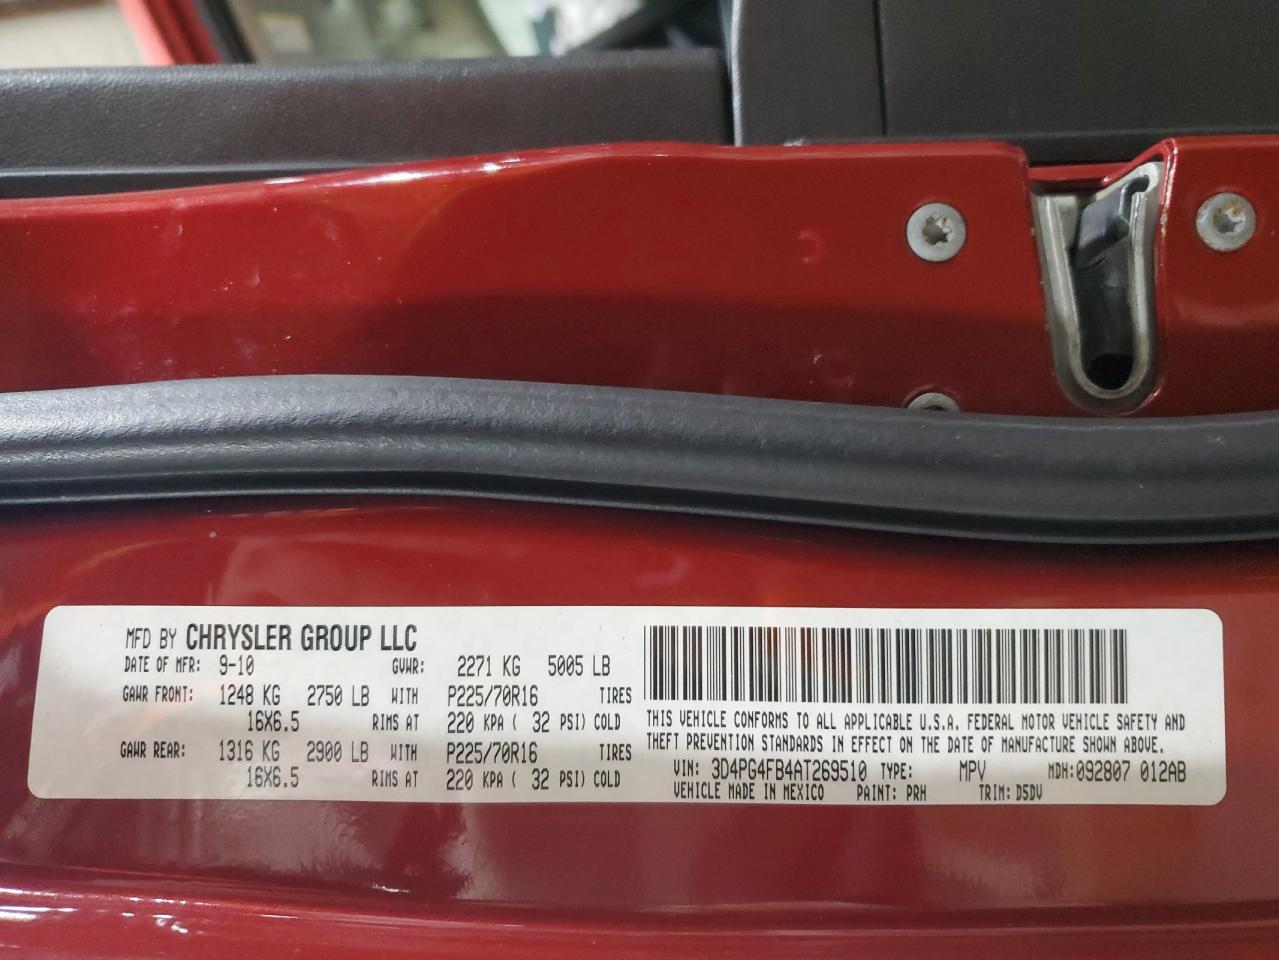 MFD BY CHRYSLER GROUP LLC
DATE OF MFR: 9-10 GVWR: 2271 KG 5005 LB
GAWR FRONT: 1248 KG 2750 LB WITH P225/70R16 TIRES
16X6.5 RIMS AT 220 KPA ( 32 PSI) COLD
GAWR REAR: 1316 KG 2900 LB WITH P225/70R16 TIRES
16X6.5 RIMS AT 220 KPA ( 32 PSI) COLD
THIS VEHICLE CONFORMS TO ALL APPLICABLE U.S.A. FEDERAL MOTOR VEHICLE SAFETY AND
THEFT PREVENTION STANDARDS IN EFFECT ON THE DATE OF MANUFACTURE SHOWN ABOVE.
VIN: 3D4PG4FB4AT269510 TYPE: MPV MDH:092807 012AB
VEHICLE MADE IN MEXICO PAINT: PRH TRIM: D5DV